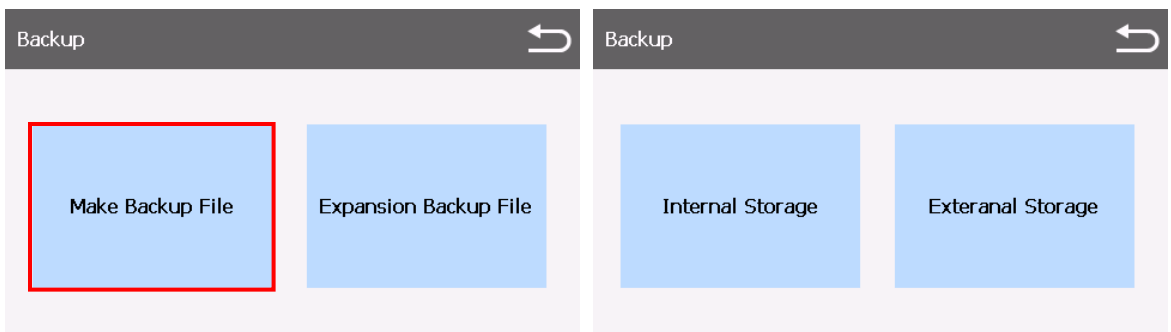 Backup
Make Backup File
Expansion Backup File
Backup
Internal Storage
Exteranal Storage